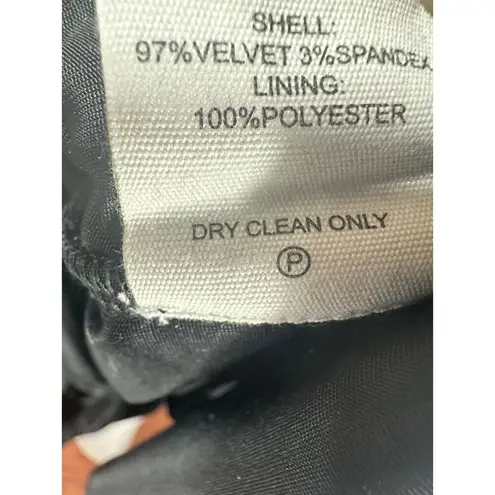 SHELL:
97%VELVET 3%SPANDEX
LINING:
100%POLYESTER
DRY CLEAN ONLY
P